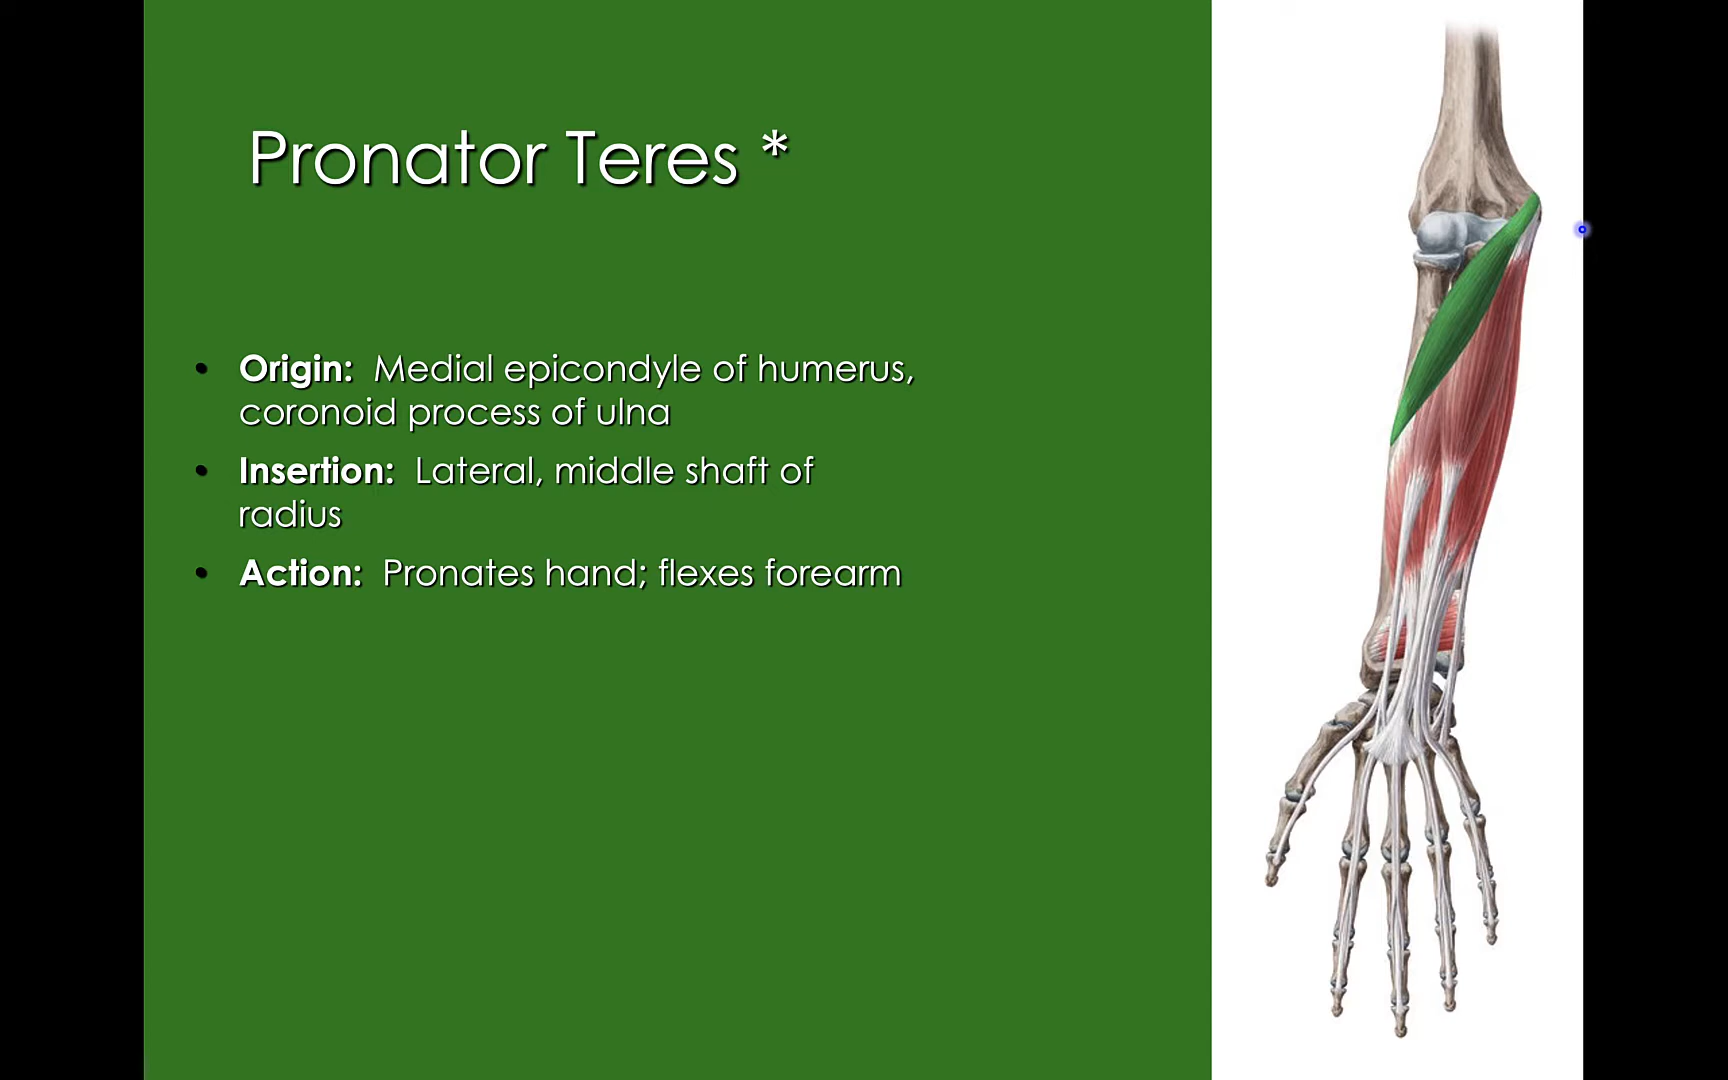 Pronator Teres *
• Origin: Medial epicondyle of humerus,
coronoid process of ulna
• Insertion: Lateral, middle shaft of
radius
• Action: Pronates hand; flexes forearm